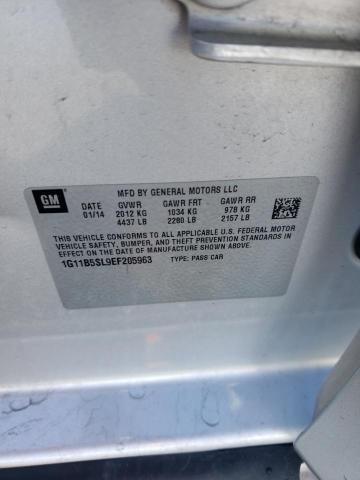 GM
MFD BY GENERAL MOTORS LLC
DATE GVWR GAWR FRT GAWR RR
01/14 2012 KG 1034 KG 978 KG
4437 LB 2280 LB 2157 LB
THIS VEHICLE CONFORMS TO ALL APPLICABLE U.S. FEDERAL MOTOR
VEHICLE SAFETY, BUMPER, AND THEFT PREVENTION STANDARDS IN
EFFECT ON THE DATE OF MANUFACTURE SHOWN ABOVE.
1G11B5SL9EF205963 TYPE: PASS CAR